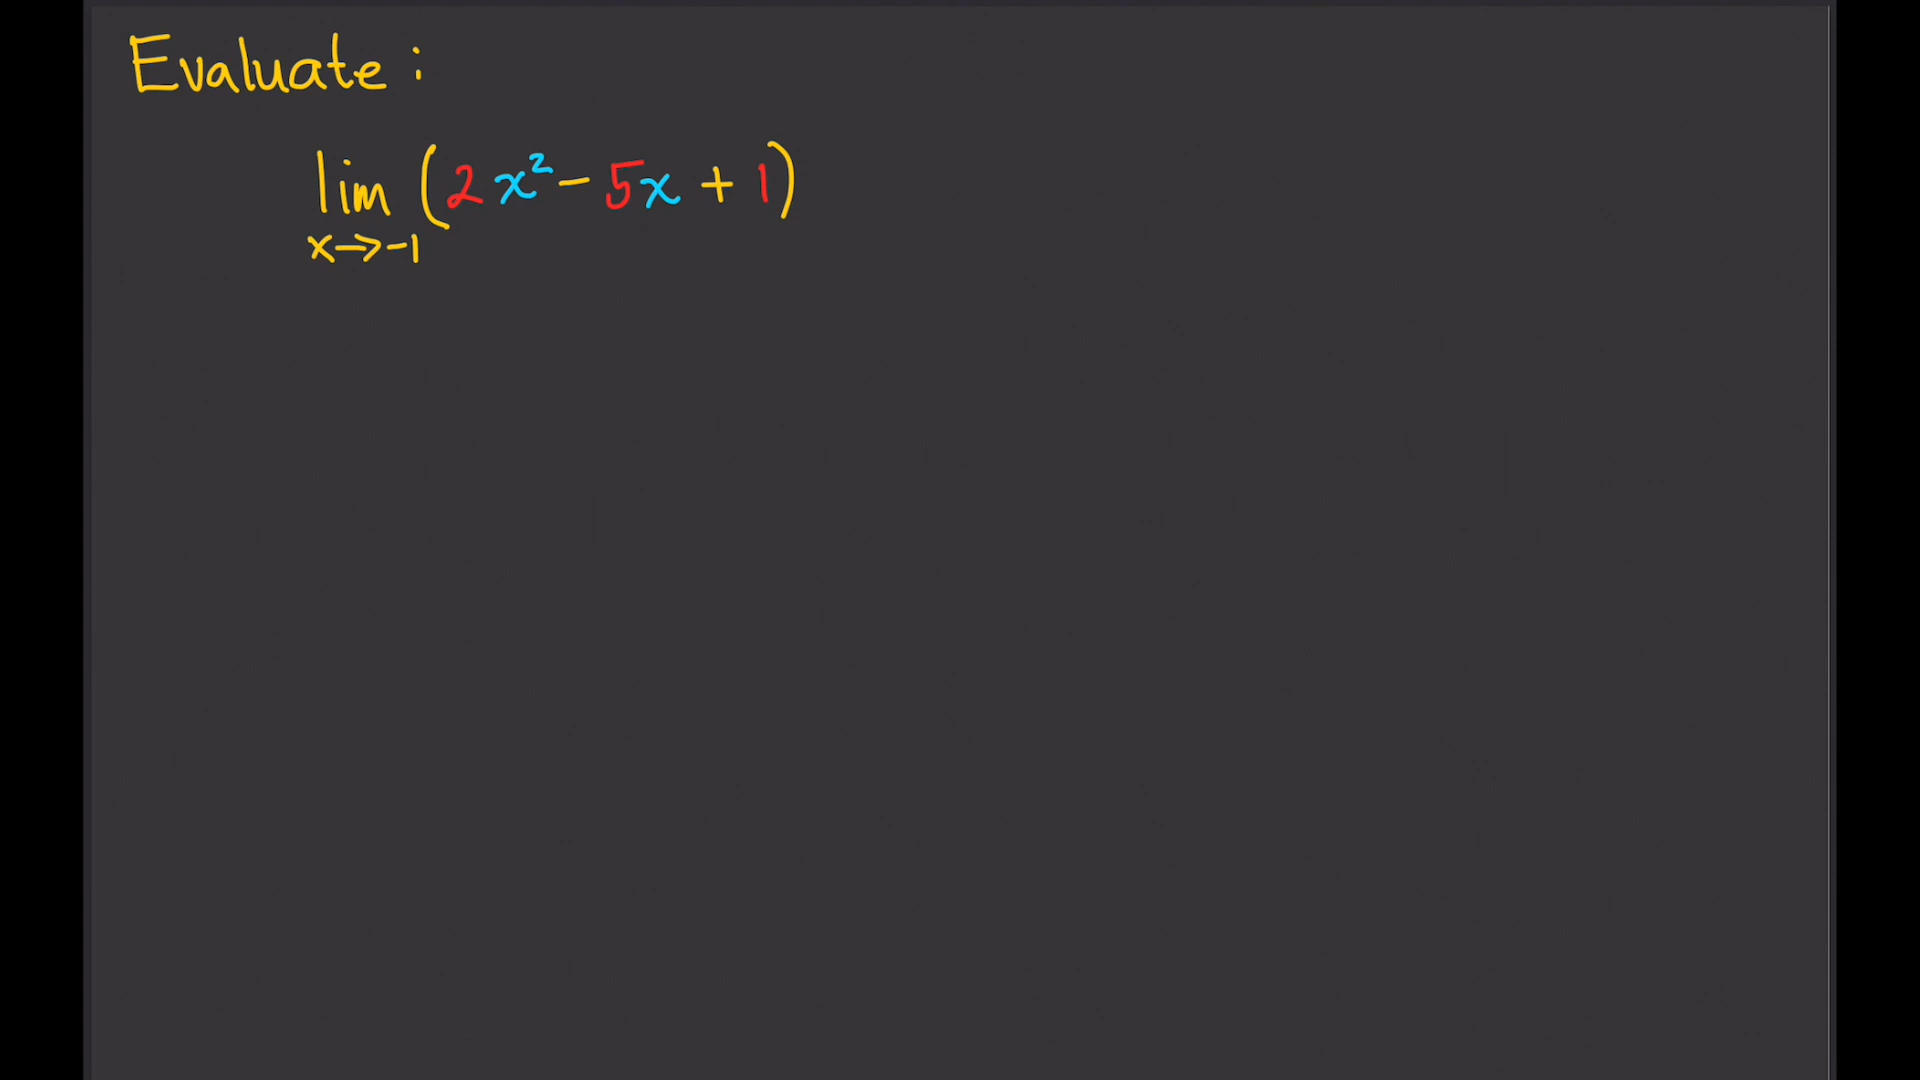 Evaluate :
lim (2x² - 5x + 1)
x→-1